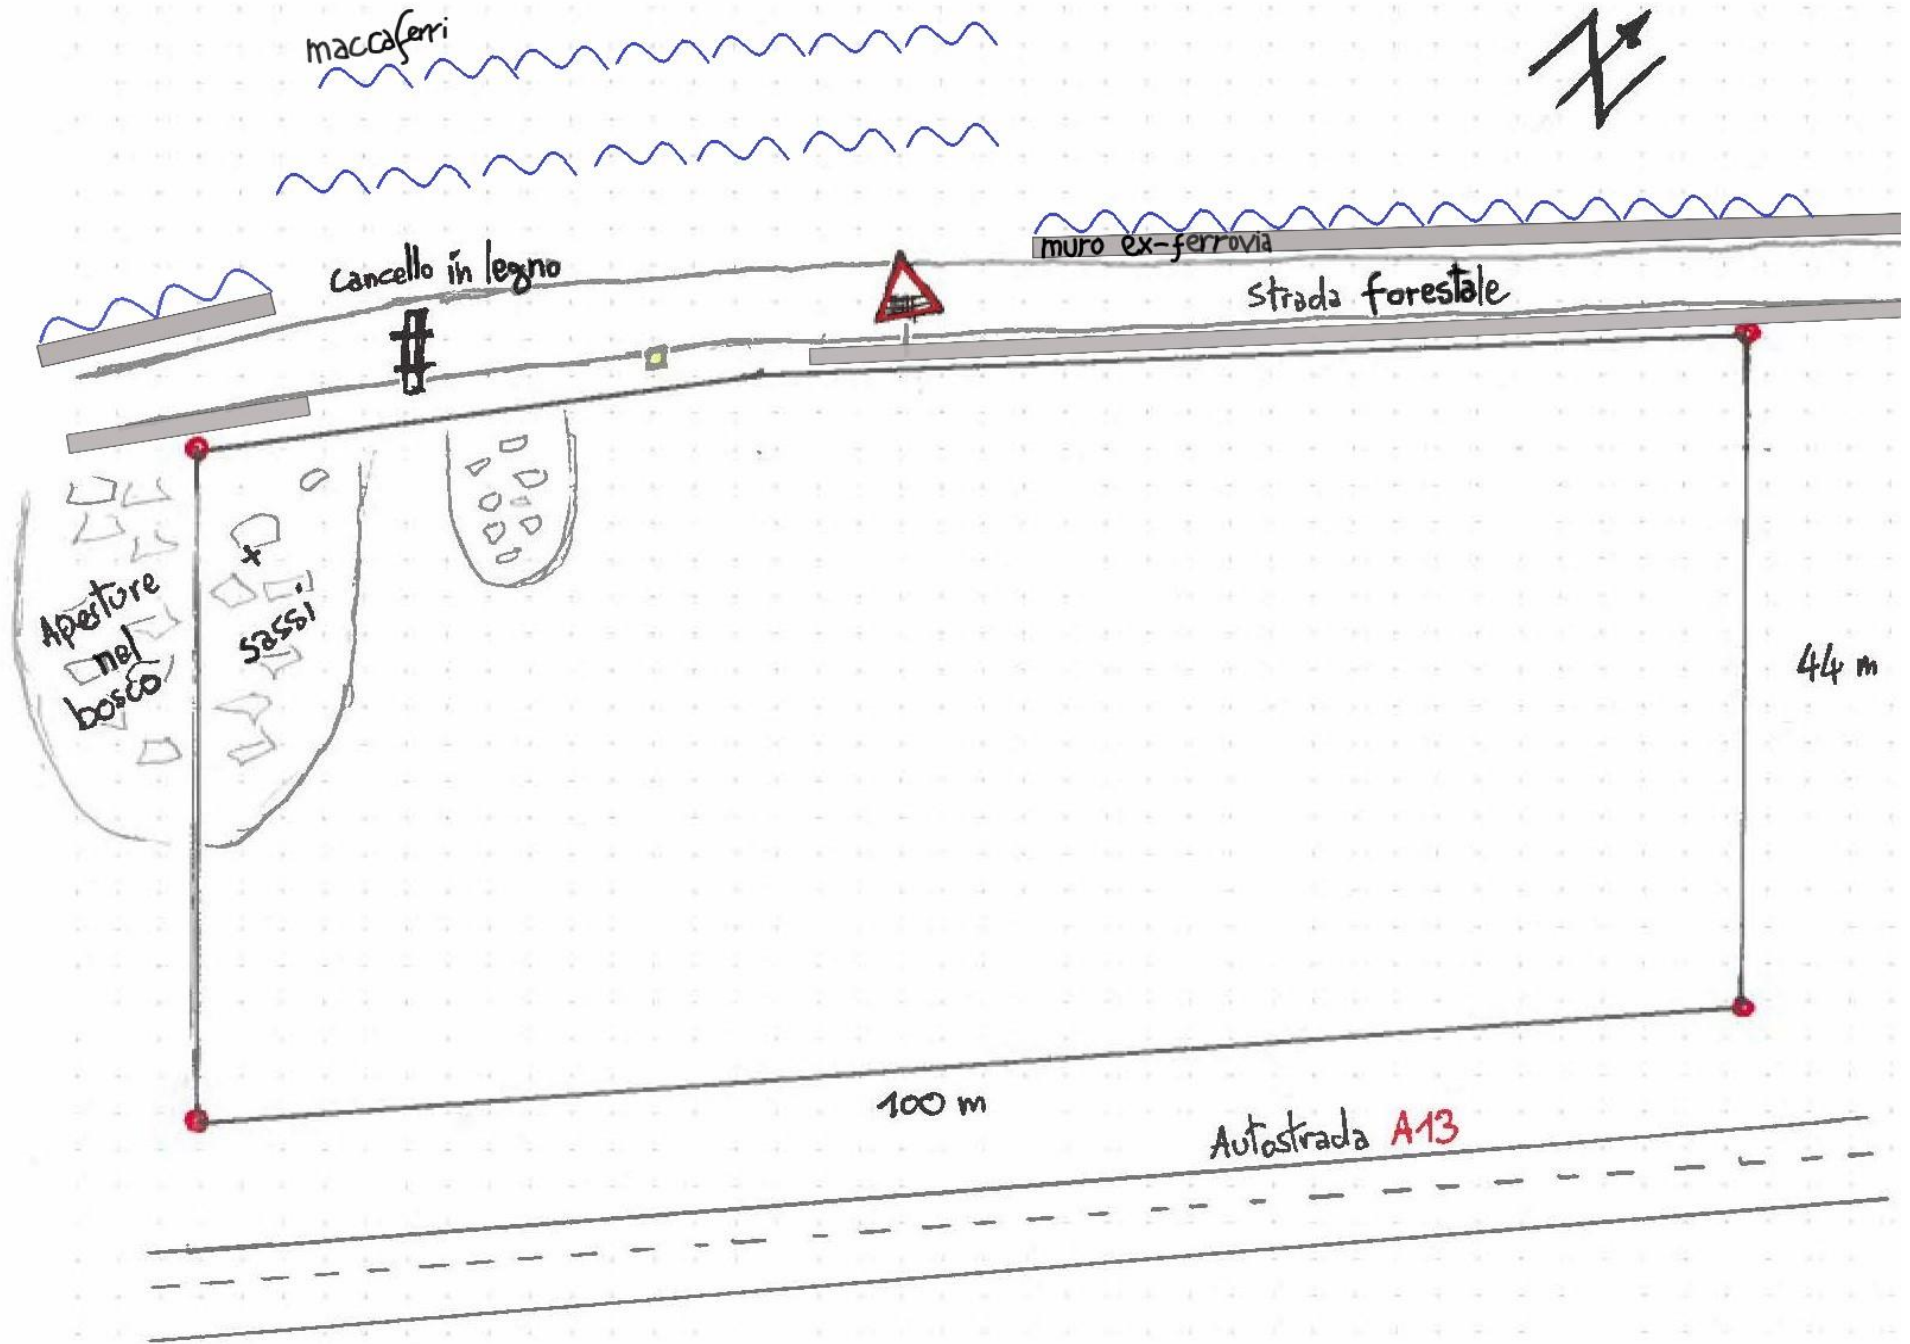 maccaferri
muro ex-ferrovia
cancello in legno
strada forestale
Aperture
nel
bosco
+
sassi
44 m
100 m
Autostrada A13